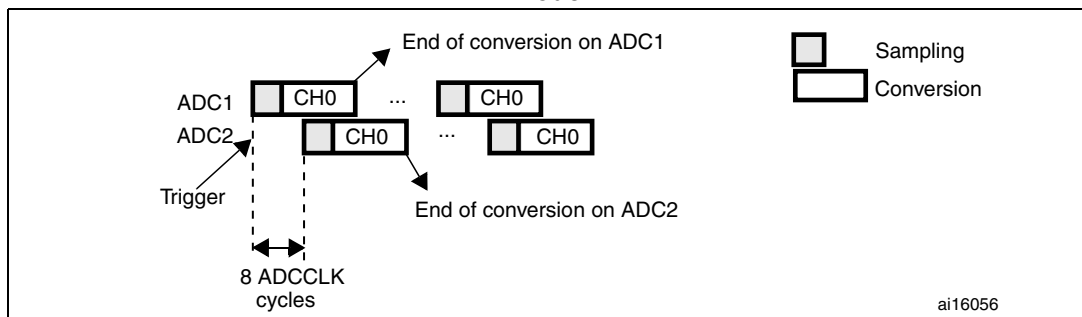 End of conversion on ADC1
Sampling
Conversion
ADC1
CH0
...
CH0
ADC2
CH0
...
CH0
Trigger
End of conversion on ADC2
8 ADCCLK
cycles
ai16056